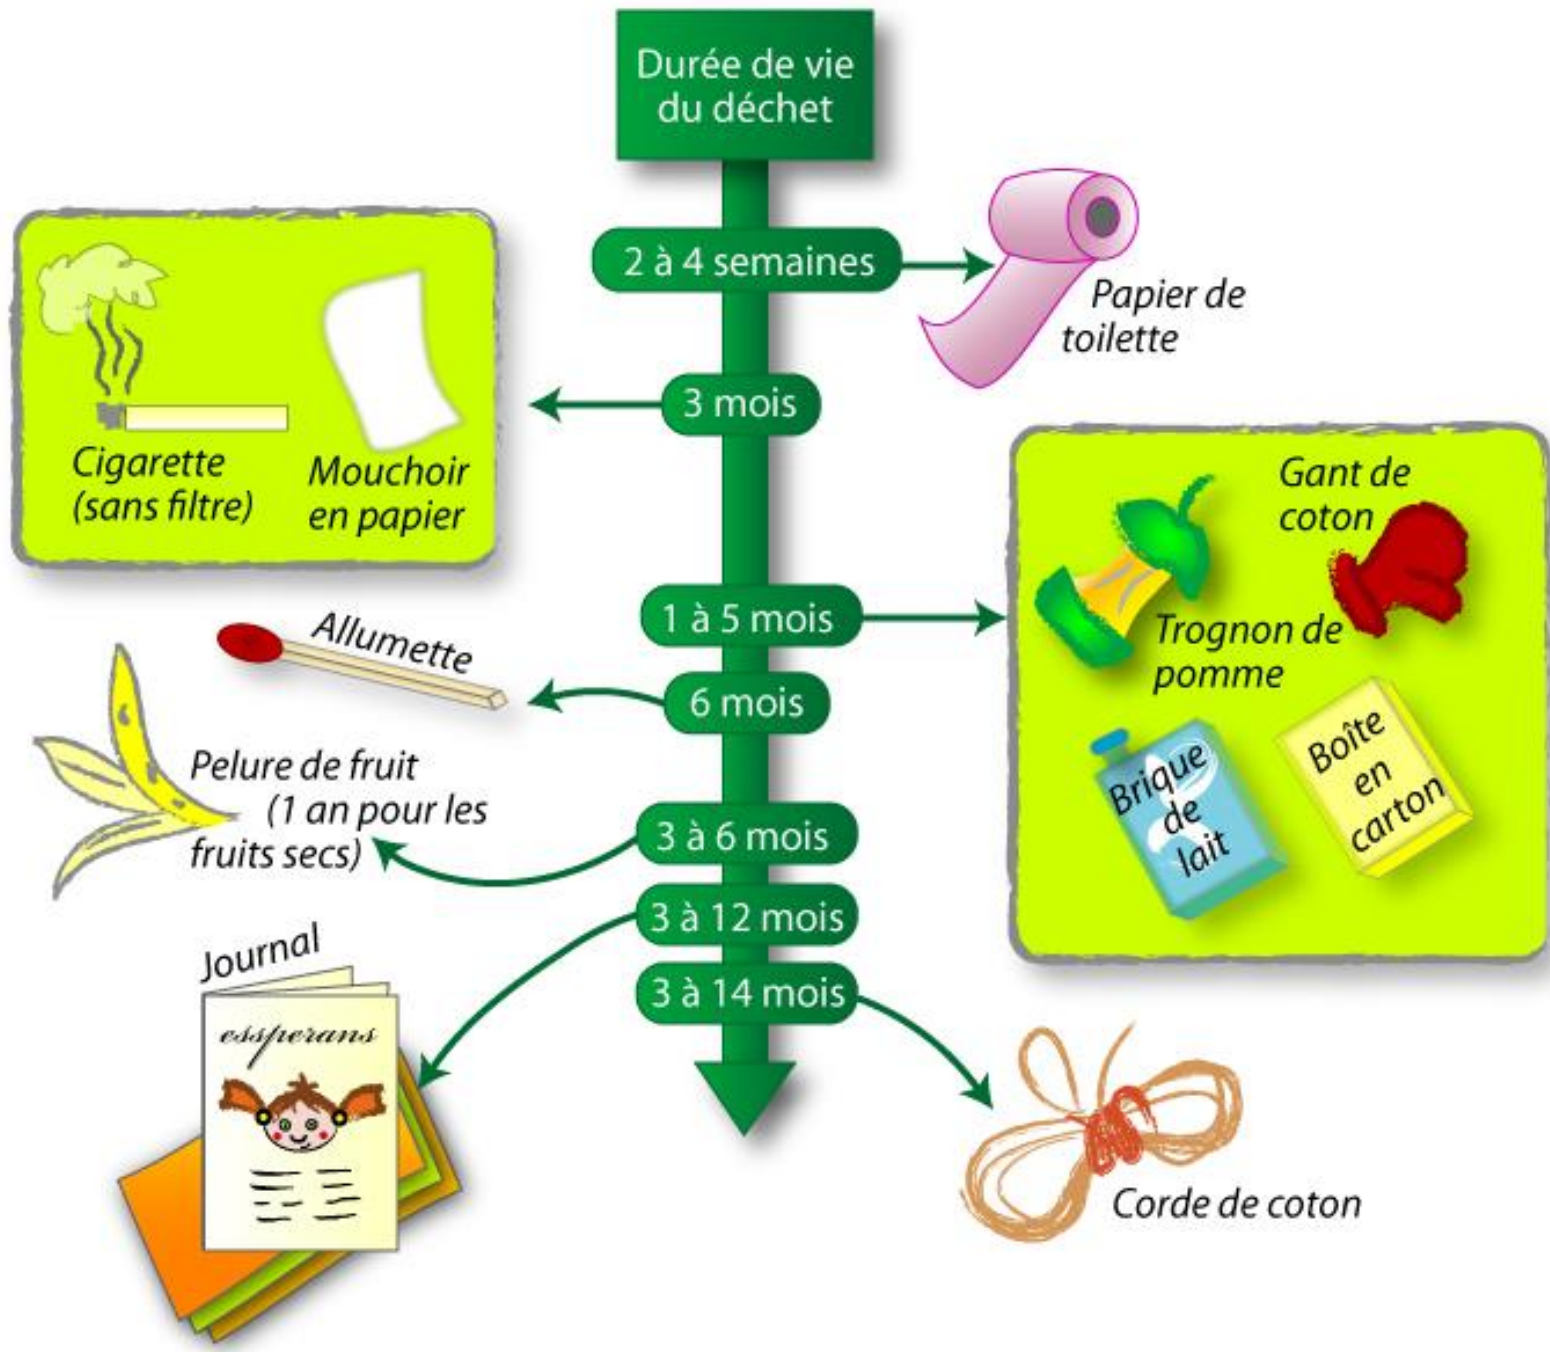 Durée de vie
du déchet
2 à 4 semaines
Papier de
toilette
3 mois
Cigarette
(sans filtre)
Mouchoir
en papier
1 à 5 mois
Gant de
coton
Trognon de
pomme
Brique
de
lait
Boîte
en
carton
6 mois
Allumette
3 à 6 mois
Pelure de fruit
(1 an pour les
fruits secs)
3 à 12 mois
Journal
essperans
3 à 14 mois
Corde de coton